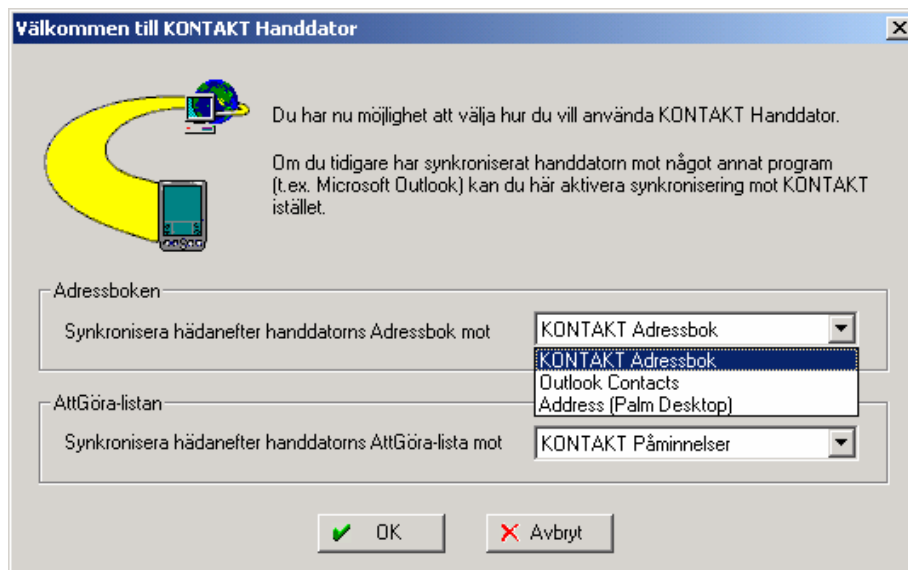 Välkommen till KONTAKT Handdator
Du har nu möjlighet att välja hur du vill använda KONTAKT Handdator.
Om du tidigare har synkroniserat handdatorn mot något annat program
(t.ex. Microsoft Outlook) kan du här aktivera synkronisering mot KONTAKT
istället.
Adressboken
Synkronisera hädanefter handdatorns Adressbok mot
KONTAKT Adressbok
KONTAKT Adressbok
Outlook Contacts
Address (Palm Desktop)
AttGöra-listan
Synkronisera hädanefter handdatorns AttGöra-lista mot
KONTAKT Påminnelser
OK
Avbryt